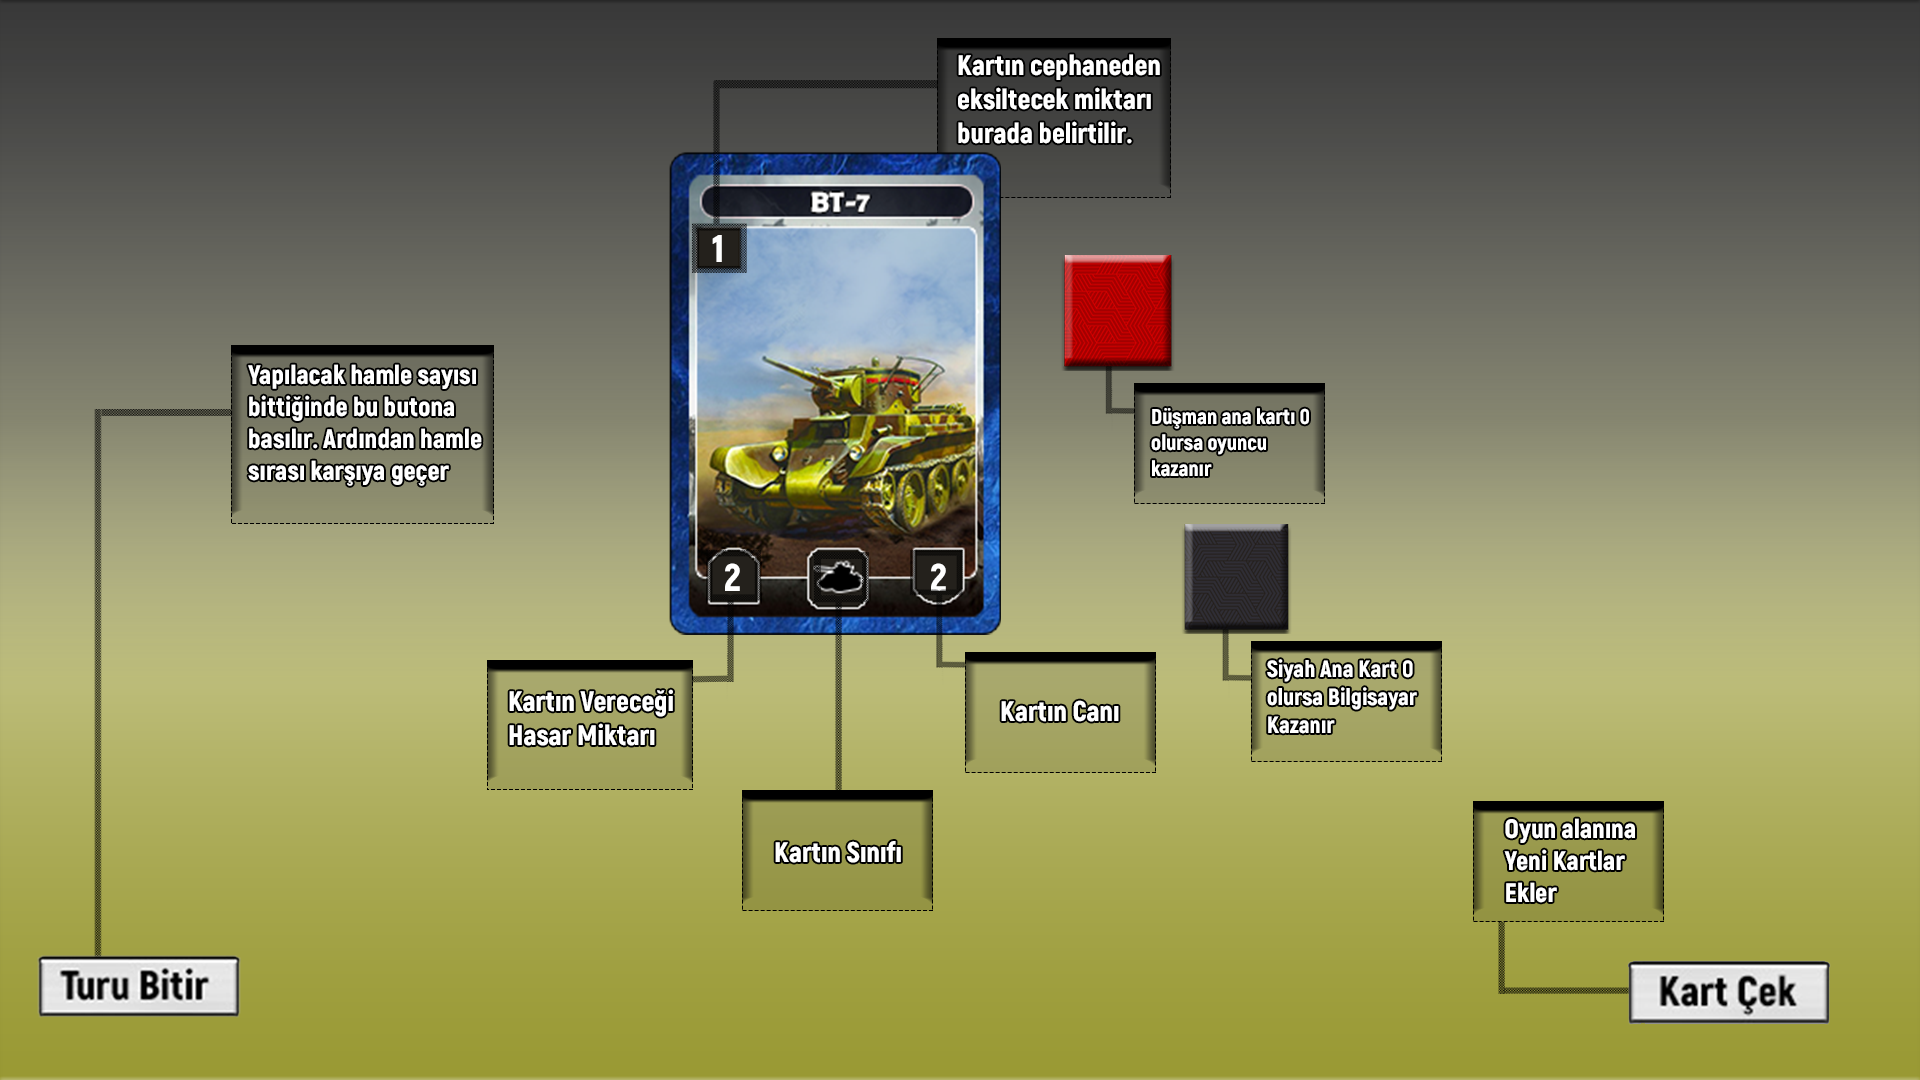 Kartın cephaneden
eksiltecek miktarı
burada belirtilir.
BT-7
1
Yapılacak hamle sayısı
bittiğinde bu butona
basılır. Ardından hamle
sırası karşıya geçer
Düşman ana kartı 0
olursa oyuncu
kazanır
2
2
Siyah Ana Kart 0
olursa Bilgisayar
Kazanır
Kartın Vereceği
Hasar Miktarı
Kartın Canı
Kartın Sınıfı
Oyun alanına
Yeni Kartlar
Ekler
Turu Bitir
Kart Çek